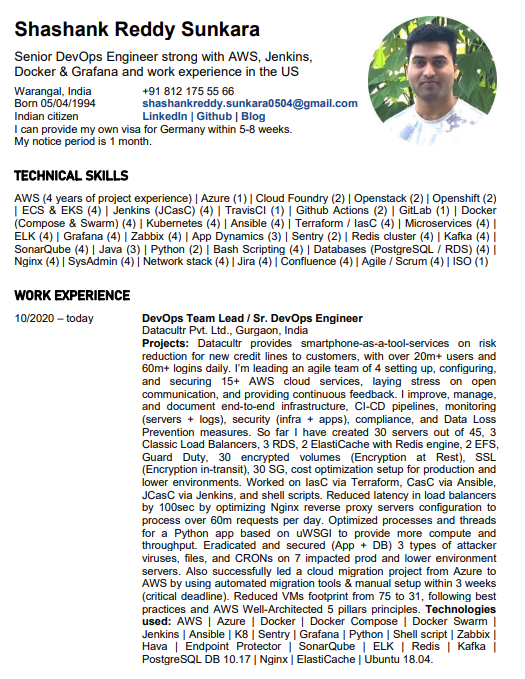 Shashank Reddy Sunkara
Senior DevOps Engineer strong with AWS, Jenkins,
Docker & Grafana and work experience in the US
Warangal, India +91 812 175 55 66
Born 05/04/1994 shashankreddy.sunkara0504@gmail.com
Indian citizen LinkedIn | Github | Blog
I can provide my own visa for Germany within 5-8 weeks.
My notice period is 1 month.
TECHNICAL SKILLS
AWS (4 years of project experience) | Azure (1) | Cloud Foundry (2) | Openstack (2) | Openshift (2)
| ECS & EKS (4) | Jenkins (JCasC) (4) | TravisCI (1) | Github Actions (2) | GitLab (1) | Docker
(Compose & Swarm) (4) | Kubernetes (4) | Ansible (4) | Terraform / IasC (4) | Microservices (4) |
ELK (4) | Grafana (4) | Zabbix (4) | App Dynamics (3) | Sentry (2) | Redis cluster (4) | Kafka (4) |
SonarQube (4) | Java (3) | Python (2) | Bash Scripting (4) | Databases (PostgreSQL / RDS) (4) |
Nginx (4) | SysAdmin (4) | Network stack (4) | Jira (4) | Confluence (4) | Agile / Scrum (4) | ISO (1)
WORK EXPERIENCE
10/2020 – today DevOps Team Lead / Sr. DevOps Engineer
Datacultr Pvt. Ltd., Gurgaon, India
Projects: Datacultr provides smartphone-as-a-tool-services on risk
reduction for new credit lines to customers, with over 20m+ users and
60m+ logins daily. I'm leading an agile team of 4 setting up, configuring,
and securing 15+ AWS cloud services, laying stress on open
communication, and providing continuous feedback. I improve, manage,
and document end-to-end infrastructure, CI-CD pipelines, monitoring
(servers + logs), security (infra + apps), compliance, and Data Loss
Prevention measures. So far I have created 30 servers out of 45, 3
Classic Load Balancers, 3 RDS, 2 ElastiCache with Redis engine, 2 EFS,
Guard Duty, 30 encrypted volumes (Encryption at Rest), SSL
(Encryption in-transit), 30 SG, cost optimization setup for production and
lower environments. Worked on IasC via Terraform, CasC via Ansible,
JCasC via Jenkins, and shell scripts. Reduced latency in load balancers
by 100sec by optimizing Nginx reverse proxy servers configuration to
process over 60m requests per day. Optimized processes and threads
for a Python app based on uWSGI to provide more compute and
throughput. Eradicated and secured (App + DB) 3 types of attacker
viruses, files, and CRONs on 7 impacted prod and lower environment
servers. Also successfully led a cloud migration project from Azure to
AWS by using automated migration tools & manual setup within 3 weeks
(critical deadline). Reduced VMs footprint from 75 to 31, following best
practices and AWS Well-Architected 5 pillars principles. Technologies
used: AWS | Azure | Docker | Docker Compose | Docker Swarm |
Jenkins | Ansible | K8 | Sentry | Grafana | Python | Shell script | Zabbix |
Hava | Endpoint Protector | SonarQube | ELK | Redis | Kafka |
PostgreSQL DB 10.17 | Nginx | ElastiCache | Ubuntu 18.04.